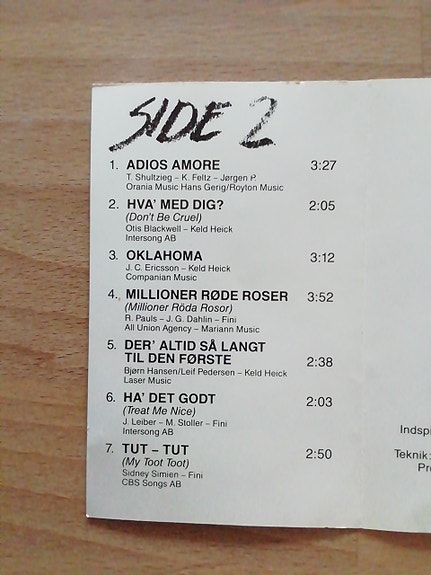 SIDE 2
1. ADIOS AMORE 3:27
T. Shultzieg – K. Feltz – Jørgen P.
Orania Music Hans Gerig/Royton Music
2. HVA' MED DIG? 2:05
(Don't Be Cruel)
Otis Blackwell – Keld Heick
Intersong AB
3. OKLAHOMA 3:12
J. C. Ericsson – Keld Heick
Companian Music
4. MILLIONER RØDE ROSER 3:52
(Millioner Röda Rosor)
R. Pauls – J. G. Dahlin – Fini
All Union Agency – Mariann Music
5. DER' ALTID SÅ LANGT
TIL DEN FØRSTE 2:38
Bjørn Hansen/Leif Pedersen – Keld Heick
Laser Music
6. HA' DET GODT 2:03
(Treat Me Nice)
J. Leiber – M. Stoller – Fini
Intersong AB
7. TUT – TUT 2:50
(My Toot Toot)
Sidney Simien – Fini
CBS Songs AB
Indspi
Teknik:
Pr